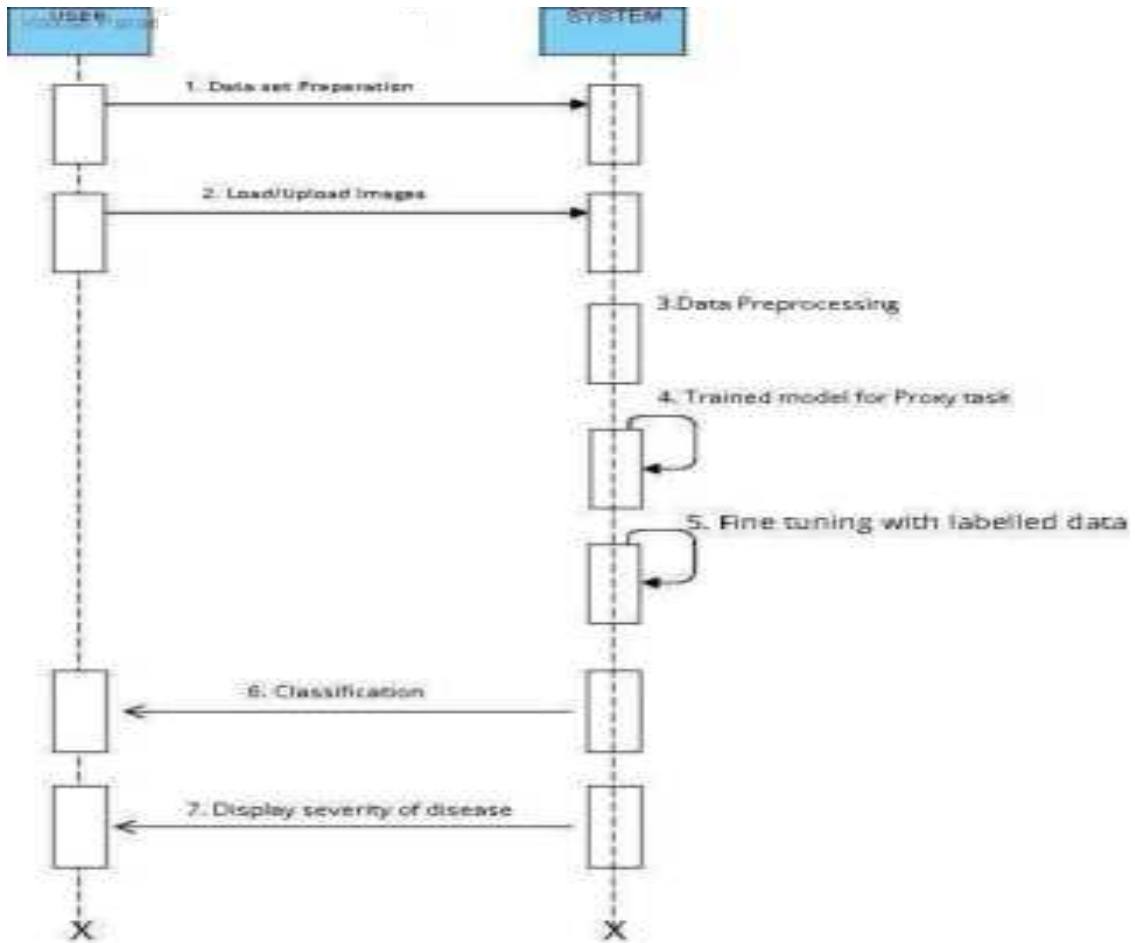 USER
SYSTEM
1. Data set Preperation
2. Load/Upload Images
3.Data Preprocessing
4. Trained model for Proxy task
5. Fine tuning with labelled data
6. Classification
7. Display severity of disease
X
X